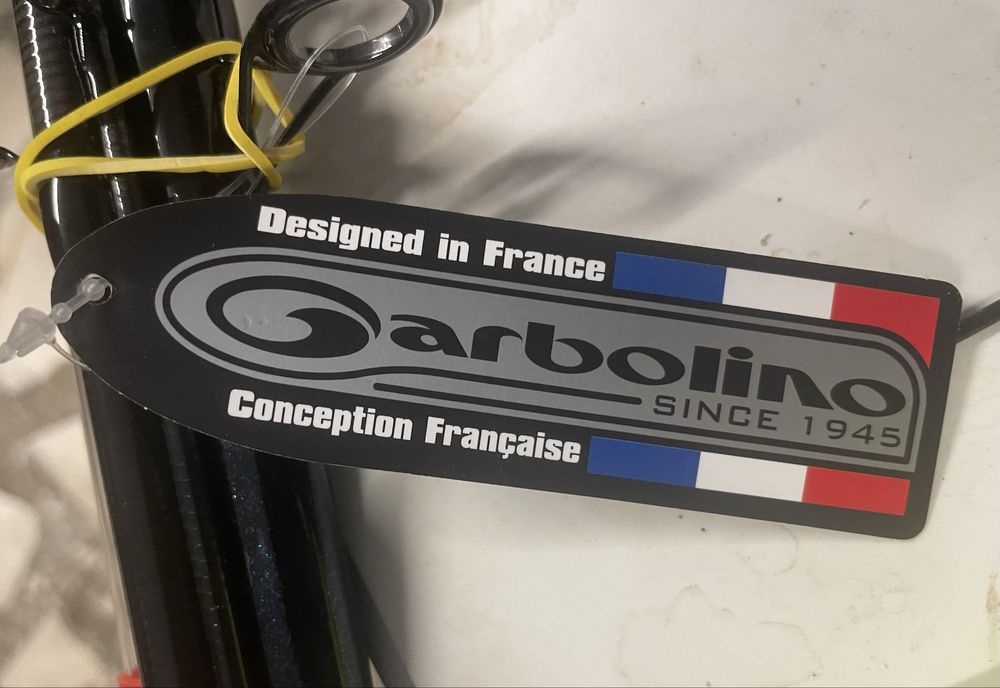 Designed in France
Garbolino
SINCE 1945
Conception Française